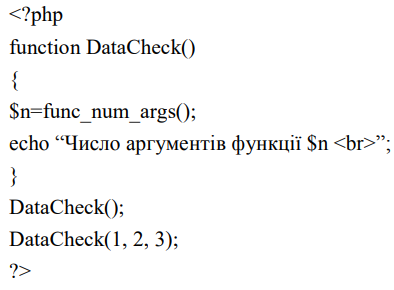 <?php
function DataCheck()
{
$n=func_num_args();
echo “Число аргументів функції $n <br>”;
}
DataCheck();
DataCheck(1, 2, 3);
?>